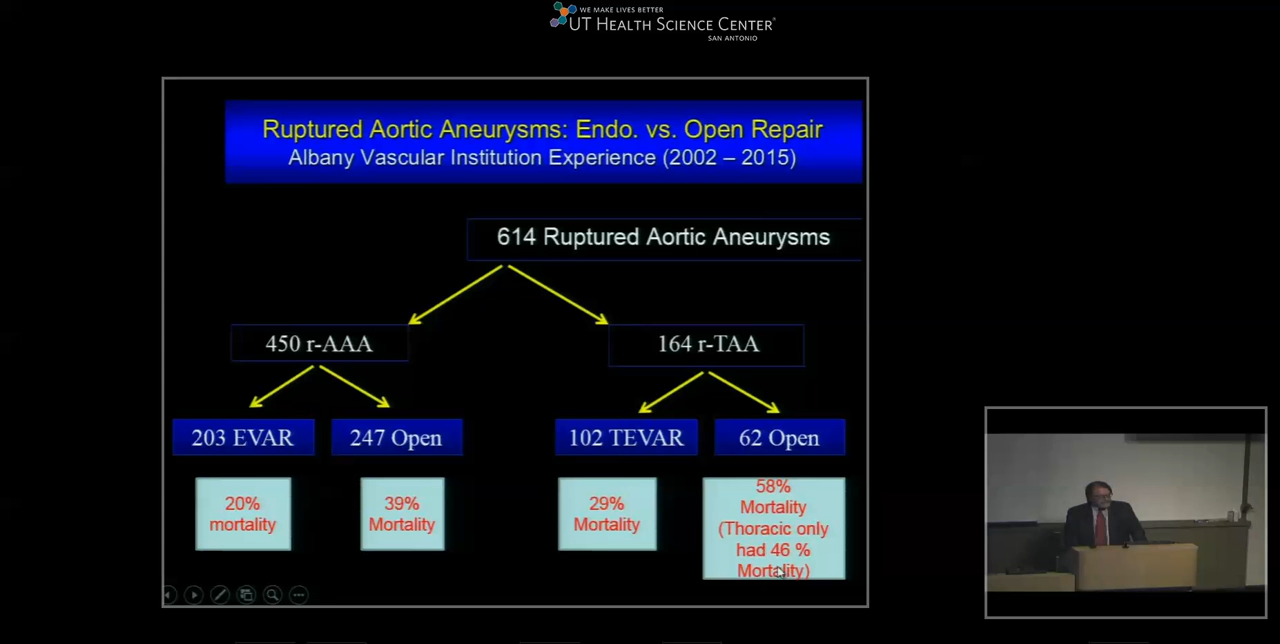 WE MAKE LIVES BETTER
UT HEALTH SCIENCE CENTER
SAN ANTONIO
Ruptured Aortic Aneurysms: Endo. vs. Open Repair
Albany Vascular Institution Experience (2002 – 2015)
614 Ruptured Aortic Aneurysms
450 r-AAA
164 r-TAA
203 EVAR
247 Open
102 TEVAR
62 Open
20%
mortality
39%
Mortality
29%
Mortality
58%
Mortality
(Thoracic only
had 46 %
Mortality)